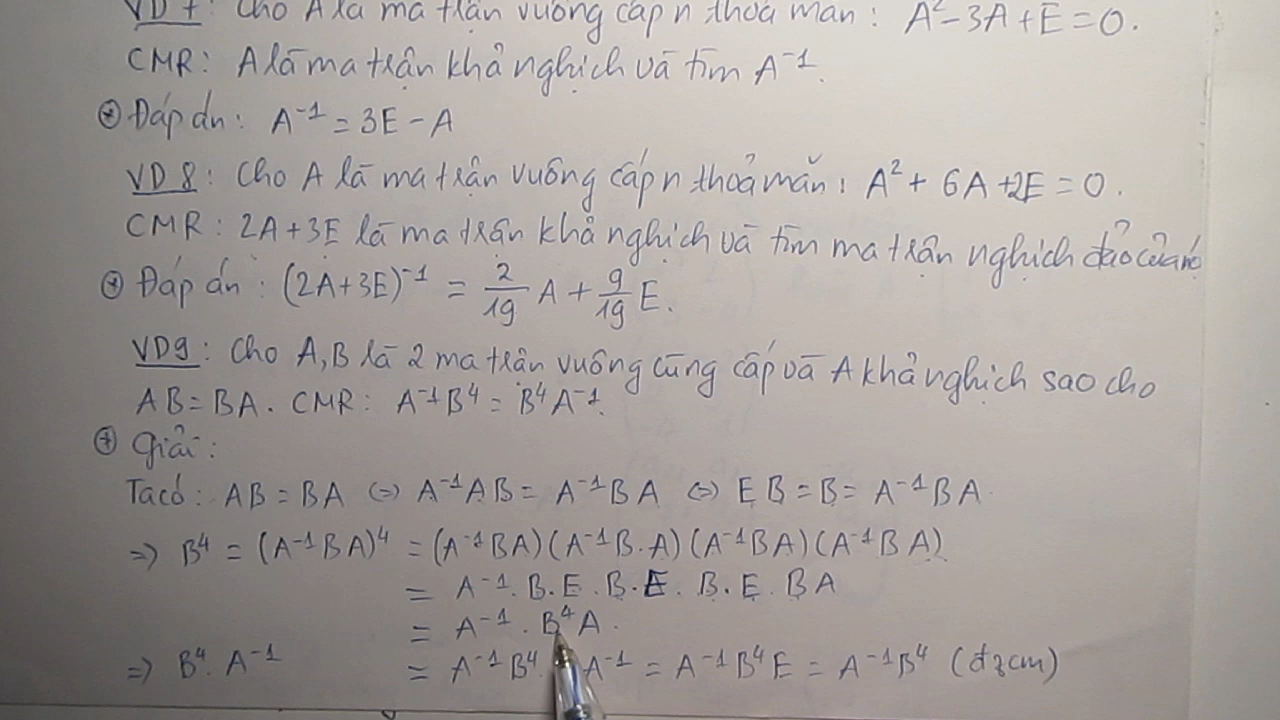 VD 7: Cho A là ma trận vuông cấp n thoả mãn: A² - 3A + E = 0.
CMR: A là ma trận khả nghịch và tìm A⁻¹.
⊛ Đáp án: A⁻¹ = 3E - A
VD 8: Cho A là ma trận vuông cấp n thoả mãn: A² + 6A + 2E = 0.
CMR: 2A+3E là ma trận khả nghịch và tìm ma trận nghịch đảo của nó
⊛ Đáp án: (2A+3E)⁻¹ = 2/19 A + 9/19 E.
VD9: Cho A, B là 2 ma trận vuông cùng cấp và A khả nghịch sao cho
AB = BA. CMR: A⁻¹B⁴ = B⁴A⁻¹.
⊕ Giải:
Ta có: AB = BA ⇔ A⁻¹AB = A⁻¹BA ⇔ EB = B = A⁻¹BA
⇒ B⁴ = (A⁻¹BA)⁴ = (A⁻¹BA)(A⁻¹B.A)(A⁻¹BA)(A⁻¹BA)
= A⁻¹.B.E.B.E.B.E.BA
= A⁻¹.B⁴A.
⇒ B⁴.A⁻¹ = A⁻¹B⁴ A⁻¹ = A⁻¹B⁴E = A⁻¹B⁴ (đpcm)